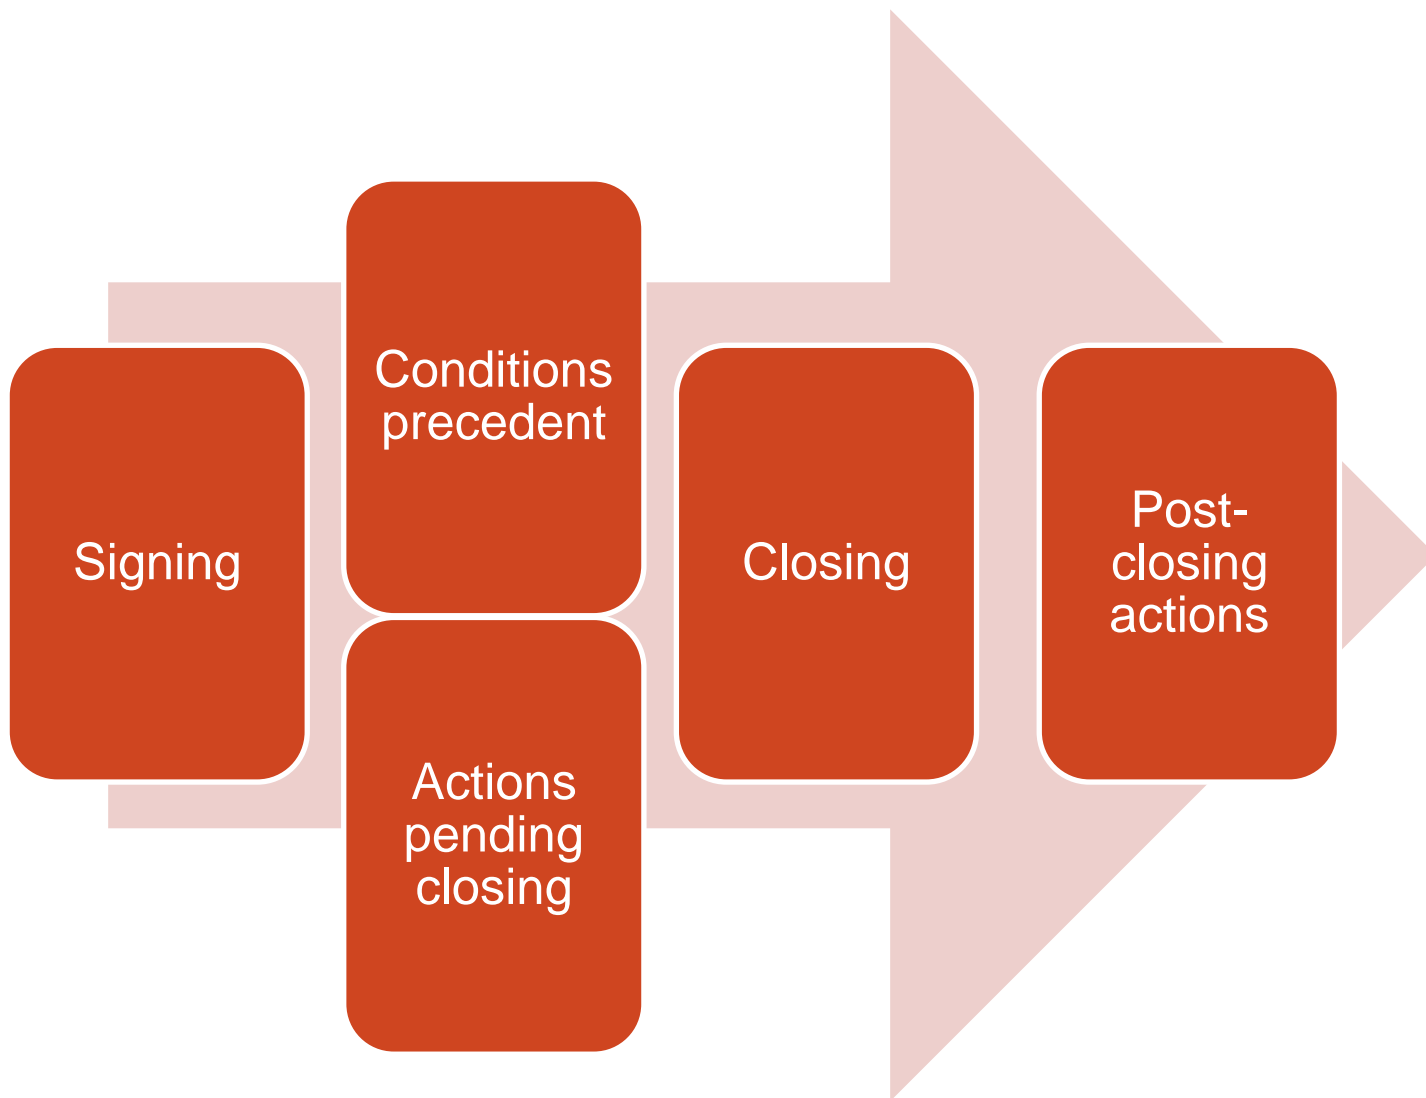 Signing
Conditions
precedent
Actions
pending
closing
Closing
Post-
closing
actions